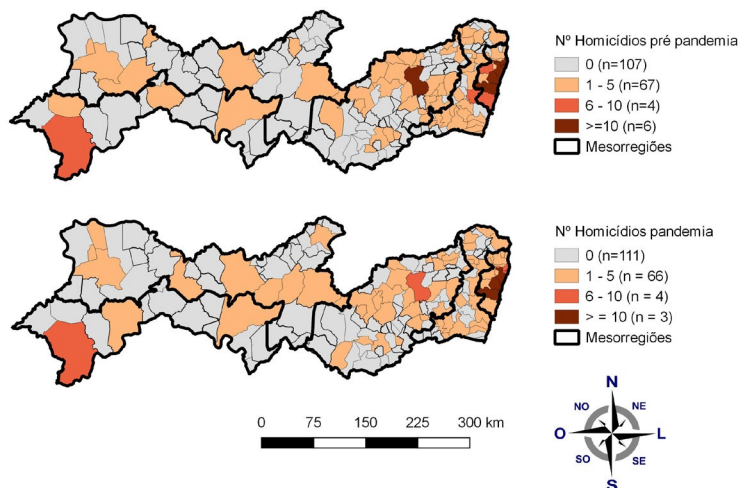 Nº Homicídios pré pandemia
0 (n=107)
1 - 5 (n=67)
6 - 10 (n=4)
>=10 (n=6)
Mesorregiões
Nº Homicídios pandemia
0 (n=111)
1 - 5 (n = 66)
6 - 10 (n = 4)
> = 10 (n = 3)
Mesorregiões
0 75 150 225 300 km
N
NO NE
O L
SO SE
S